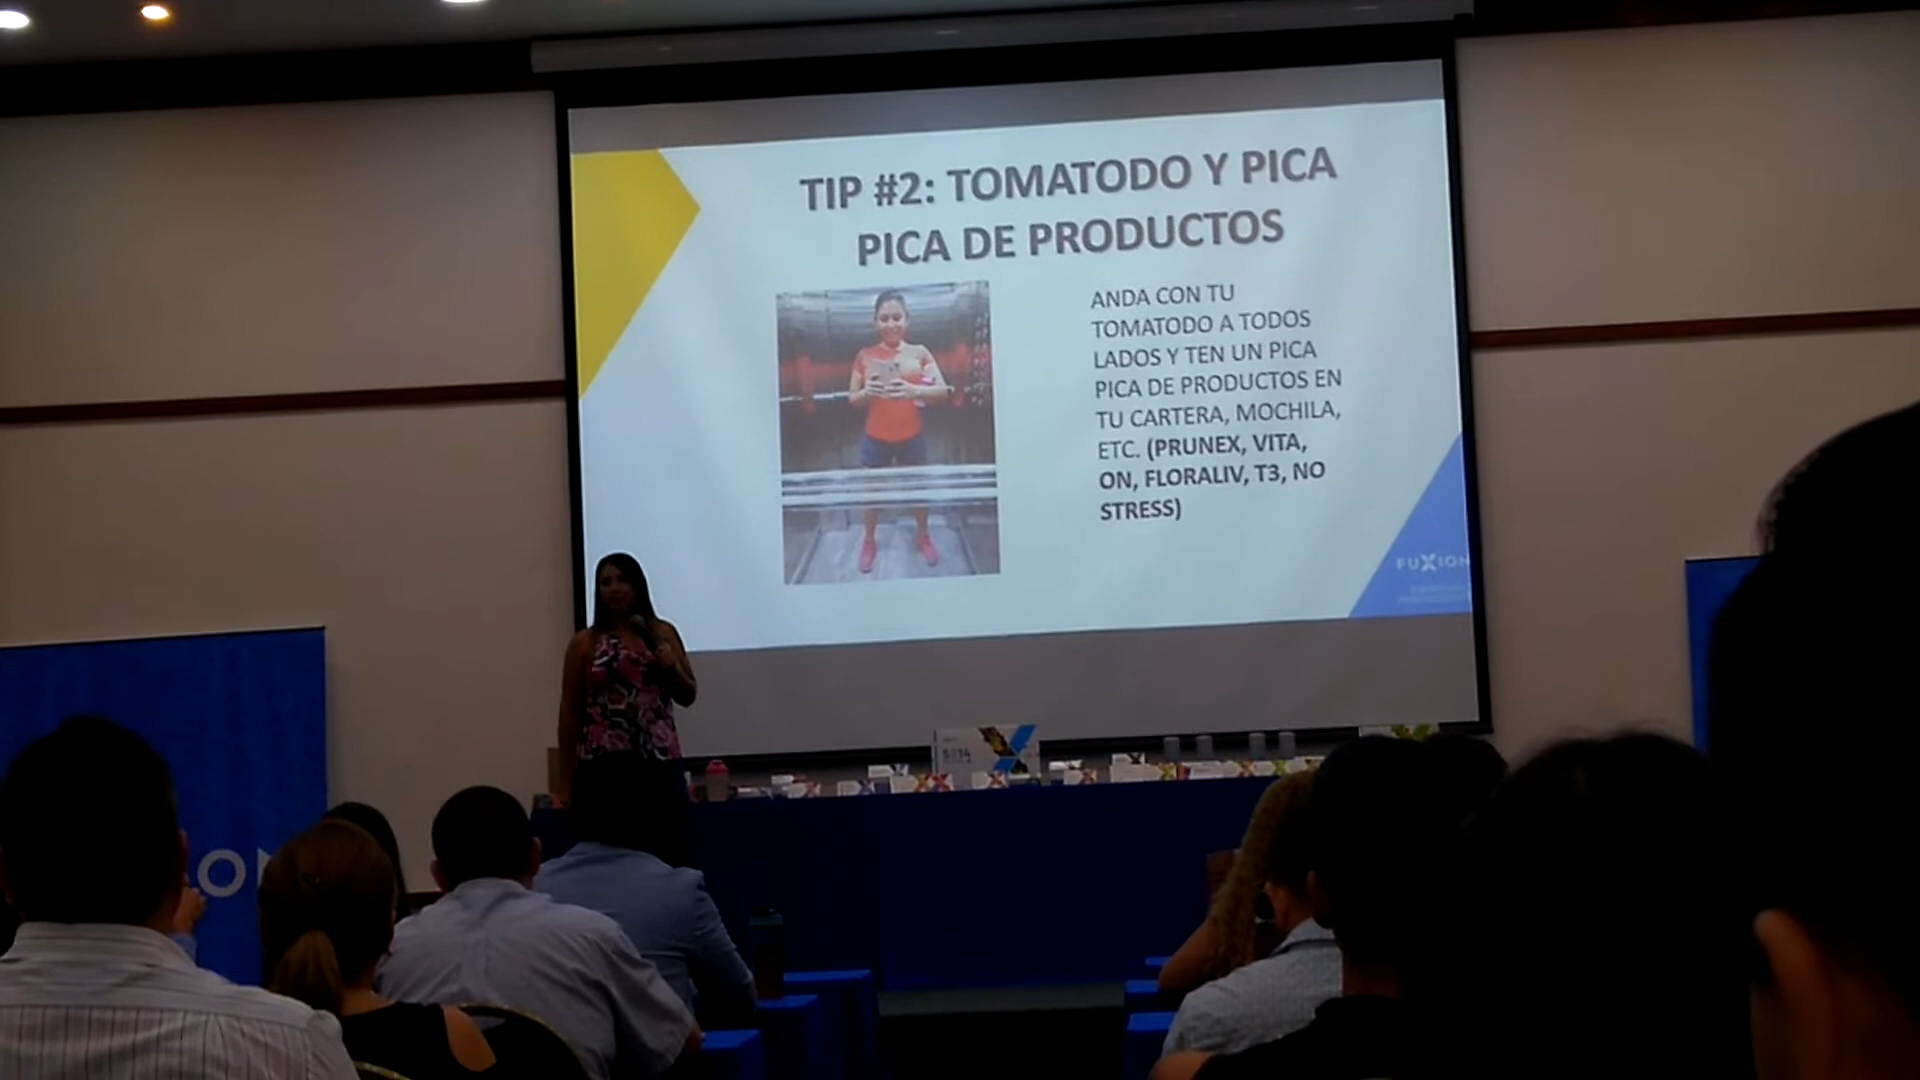 TIP #2: TOMATODO Y PICA
PICA DE PRODUCTOS
ANDA CON TU
TOMATODO A TODOS
LADOS Y TEN UN PICA
PICA DE PRODUCTOS EN
TU CARTERA, MOCHILA,
ETC. (PRUNEX, VITA,
ON, FLORALIV, T3, NO
STRESS)
FUXION
ON